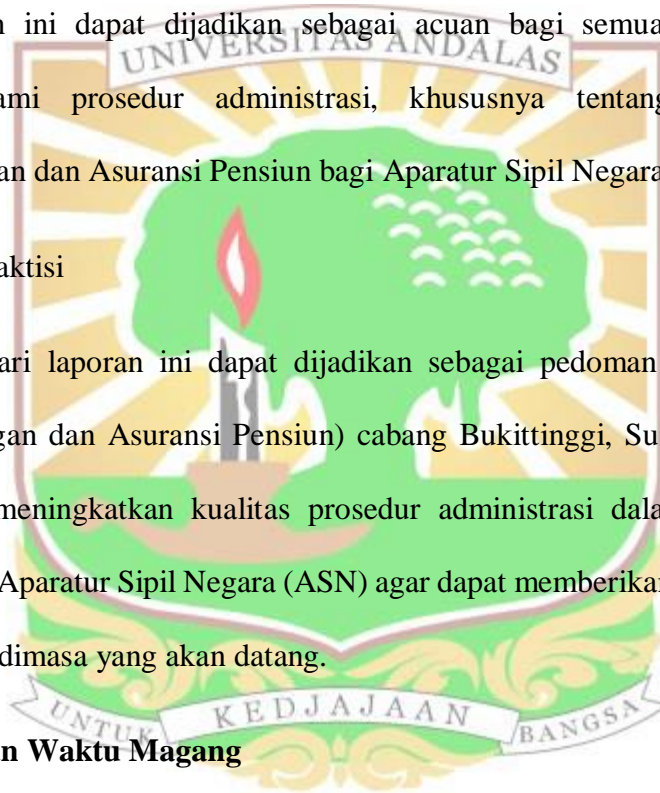 UNIVERSITAS ANDALAS
n ini dapat dijadikan sebagai acuan bagi semua
ami prosedur administrasi, khususnya tentang
an dan Asuransi Pensiun bagi Aparatur Sipil Negara
aktisi
ari laporan ini dapat dijadikan sebagai pedoman
gan dan Asuransi Pensiun) cabang Bukittinggi, Su
meningkatkan kualitas prosedur administrasi dala
Aparatur Sipil Negara (ASN) agar dapat memberikan
dimasa yang akan datang.
UNTUK KEDJAJAAN BANGSA
n Waktu Magang